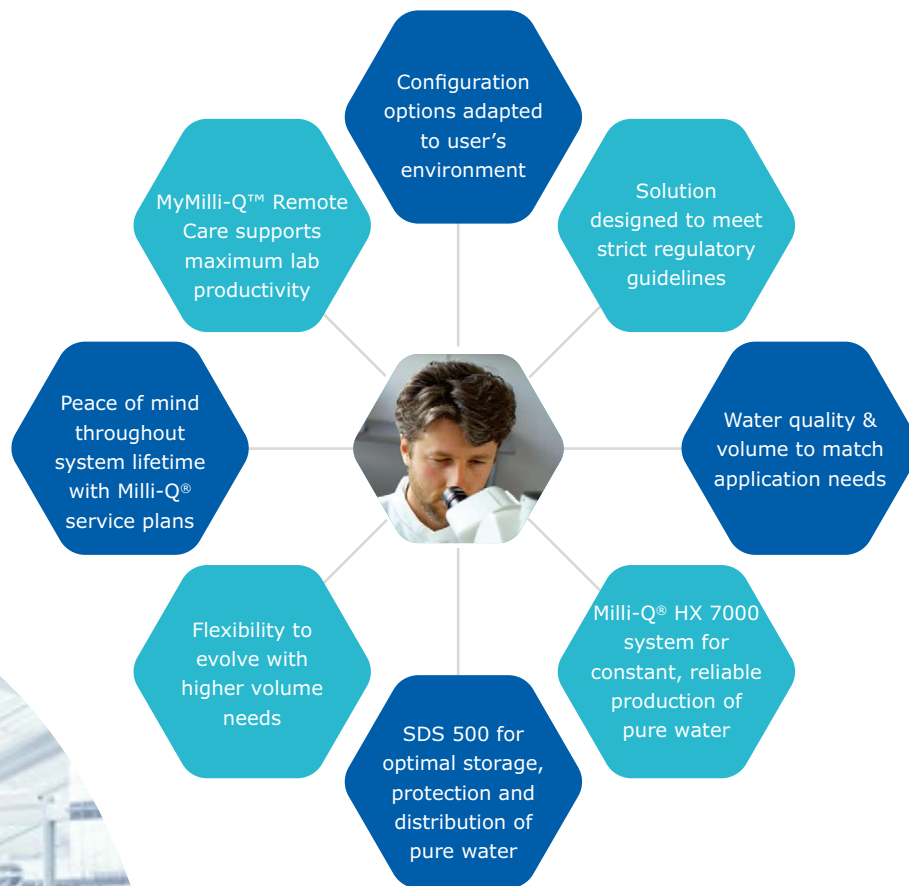 Configuration
options adapted
to user’s
environment
Solution
designed to meet
strict regulatory
guidelines
Water quality &
volume to match
application needs
Milli-Q® HX 7000
system for
constant, reliable
production of
pure water
SDS 500 for
optimal storage,
protection and
distribution of
pure water
Flexibility to
evolve with
higher volume
needs
Peace of mind
throughout
system lifetime
with Milli-Q®
service plans
MyMilli-Q™ Remote
Care supports
maximum lab
productivity